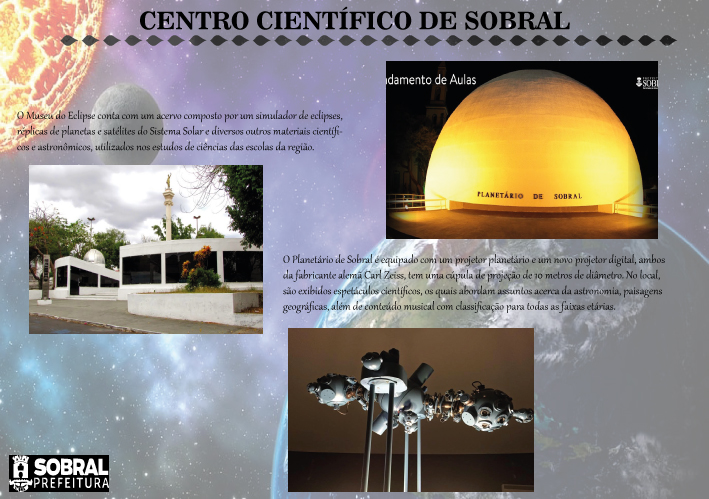 CENTRO CIENTÍFICO DE SOBRAL
damento de Aulas
O Museu do Eclipse conta com um acervo composto por um simulador de eclipses,
réplicas de planetas e satélites do Sistema Solar e diversos outros materiais científi-
cos e astronômicos, utilizados nos estudos de ciências das escolas da região.
PLANETÁRIO DE SOBRAL
O Planetário de Sobral é equipado com um projetor planetário e um novo projetor digital, ambos
da fabricante alemã Carl Zeiss, tem uma cúpula de projeção de 10 metros de diâmetro. No local,
são exibidos espetáculos científicos, os quais abordam assuntos acerca da astronomia, paisagens
geográficas, além de conteúdo musical com classificação para todas as faixas etárias.
SOBRAL
PREFEITURA